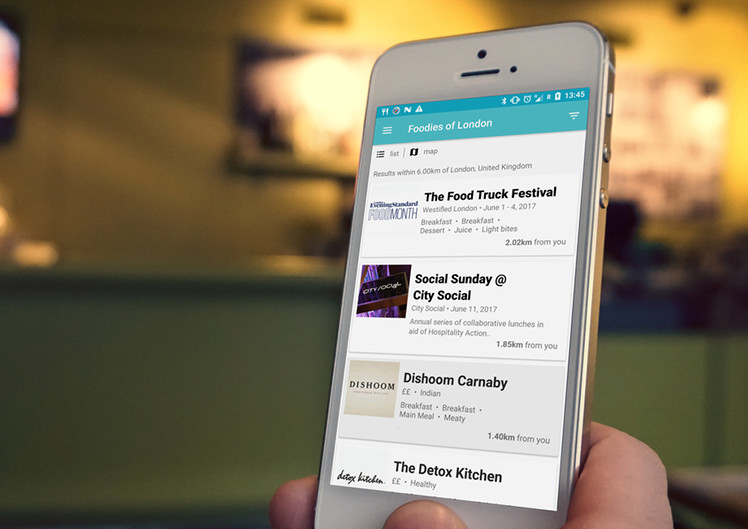 13:45
Foodies of London
list | map
Results within 6.00km of London, United Kingdom
Evening Standard
FOOD MONTH
The Food Truck Festival
Westified London • June 1 - 4, 2017
Breakfast • Breakfast •
Dessert • Juice • Light bites
2.02km from you
CITY SOCIAL
Social Sunday @
City Social
City Social • June 11, 2017
Annual series of collaborative lunches in
aid of Hospitality Action..
1.85km from you
DISHOOM
Dishoom Carnaby
££ • Indian
Breakfast • Breakfast •
Main Meal • Meaty
1.40km from you
detox kitchen.
The Detox Kitchen
££ • Healthy